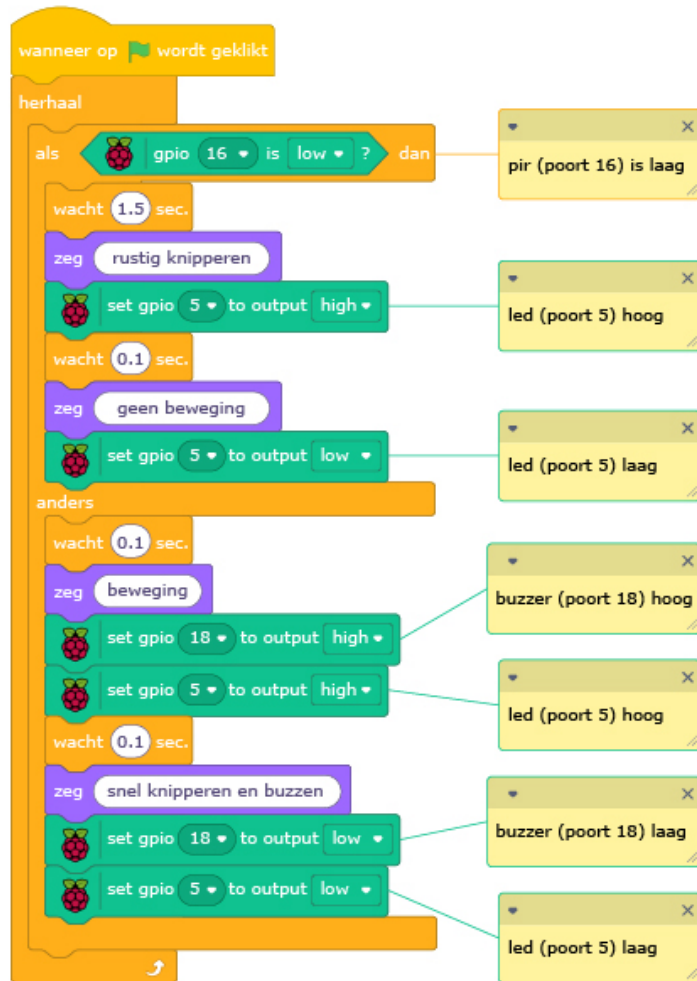 wanneer op wordt geklikt
herhaal
als gpio 16 is low ? dan
pir (poort 16) is laag
wacht 1.5 sec.
zeg rustig knipperen
set gpio 5 to output high
led (poort 5) hoog
wacht 0.1 sec.
zeg geen beweging
set gpio 5 to output low
led (poort 5) laag
anders
wacht 0.1 sec.
zeg beweging
set gpio 18 to output high
buzzer (poort 18) hoog
set gpio 5 to output high
led (poort 5) hoog
wacht 0.1 sec.
zeg snel knipperen en buzzen
set gpio 18 to output low
buzzer (poort 18) laag
set gpio 5 to output low
led (poort 5) laag